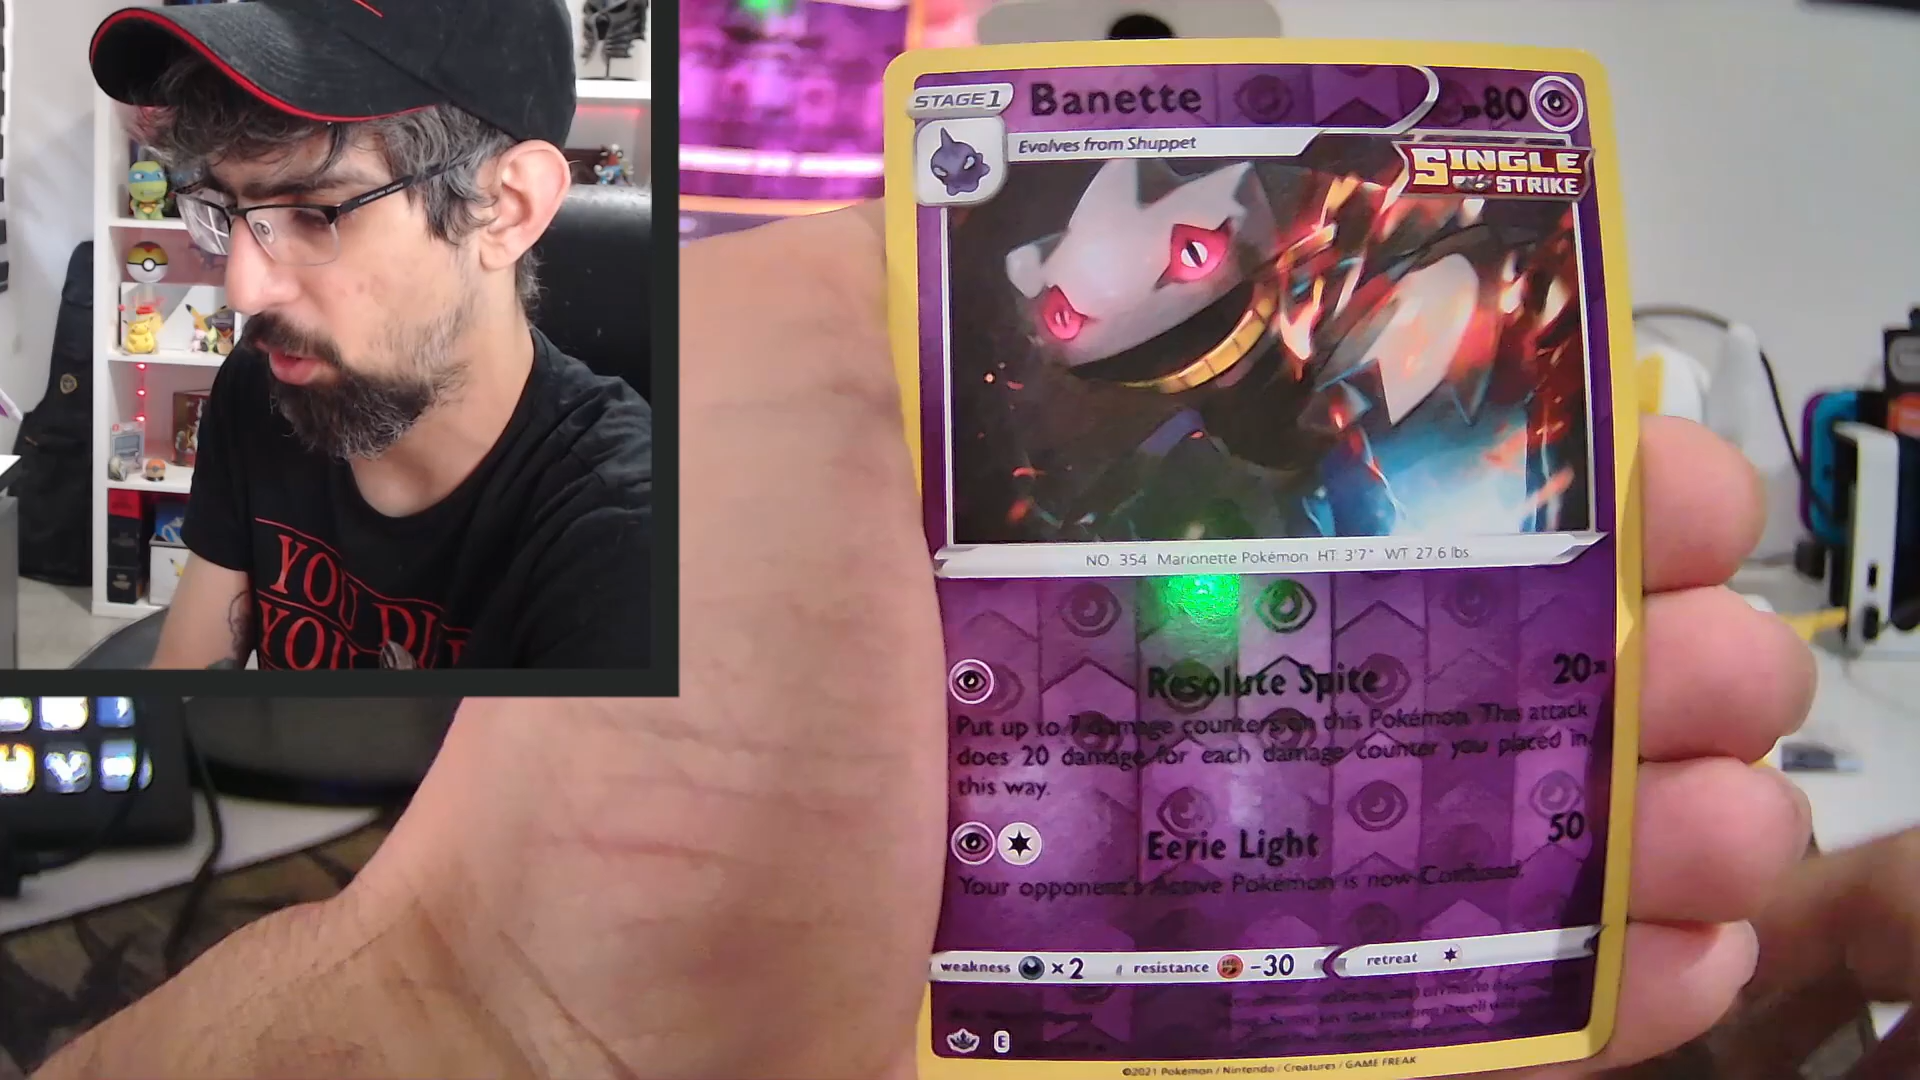 STAGE 1
Banette
80
Evolves from Shuppet
SINGLE
STRIKE
NO. 354 Marionette Pokémon HT: 3'7" WT: 27.6 lbs.
Resolute Spite
20×
Put up to 7 damage counters on this Pokémon. This attack
does 20 damage for each damage counter you placed in
this way.
Eerie Light
50
Your opponent's Active Pokémon is now Confused.
weakness ×2 resistance -30 retreat
E
©2021 Pokémon / Nintendo / Creatures / GAME FREAK
YOU DI
YOU